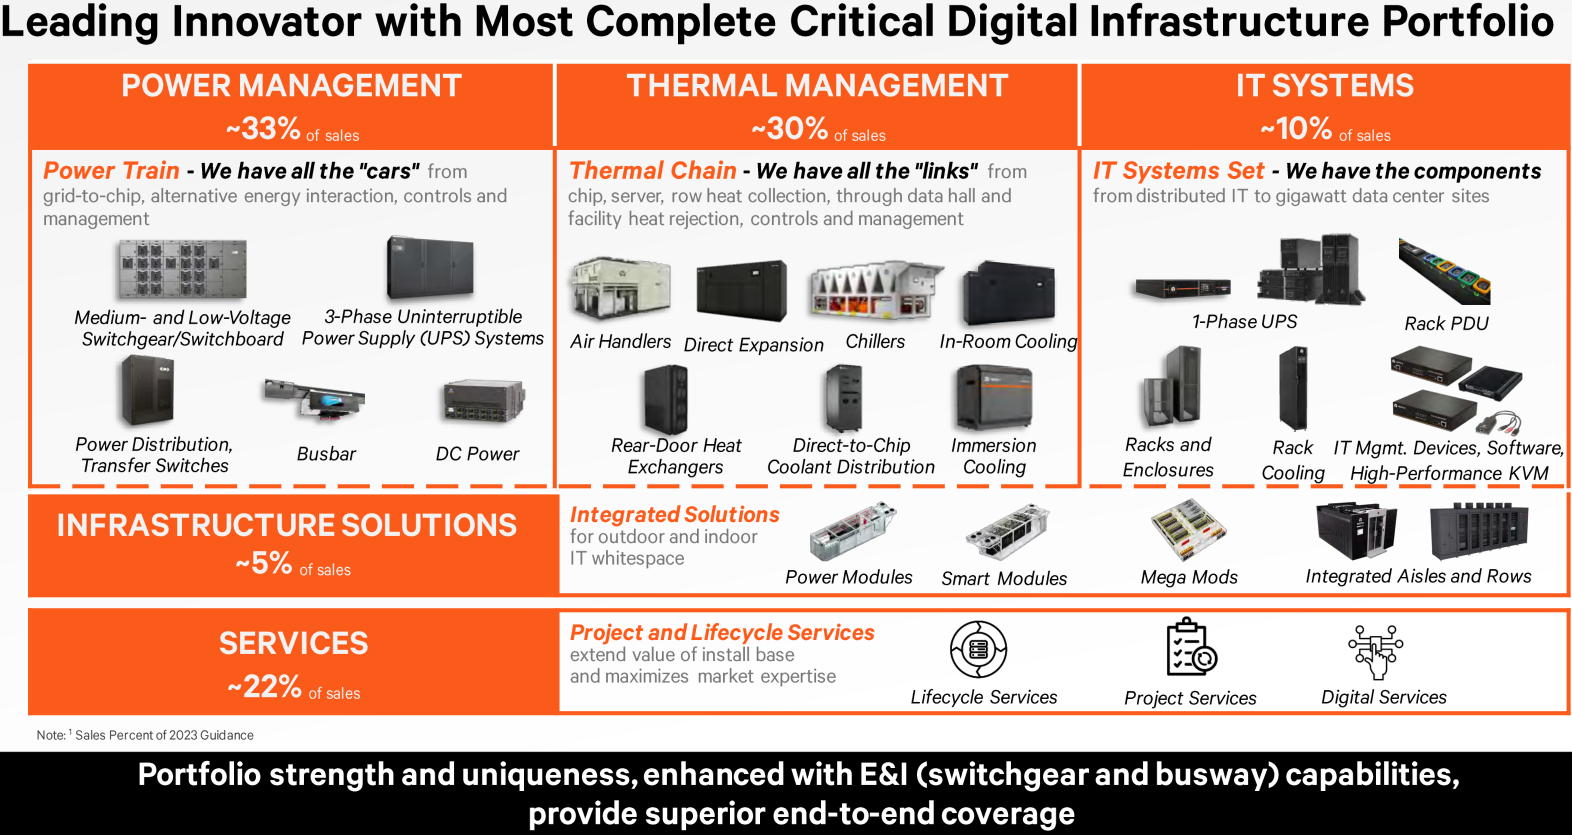 Leading Innovator with Most Complete Critical Digital Infrastructure Portfolio
POWER MANAGEMENT
~33% of sales
Power Train - We have all the "cars" from
grid-to-chip, alternative energy interaction, controls and
management
Medium- and Low-Voltage
Switchgear/Switchboard
3-Phase Uninterruptible
Power Supply (UPS) Systems
Power Distribution,
Transfer Switches
Busbar
DC Power
THERMAL MANAGEMENT
~30% of sales
Thermal Chain - We have all the "links" from
chip, server, row heat collection, through data hall and
facility heat rejection, controls and management
Air Handlers
Direct Expansion
Chillers
In-Room Cooling
Rear-Door Heat
Exchangers
Direct-to-Chip
Coolant Distribution
Immersion
Cooling
IT SYSTEMS
~10% of sales
IT Systems Set - We have the components
from distributed IT to gigawatt data center sites
1-Phase UPS
Rack PDU
Racks and
Enclosures
Rack
Cooling
IT Mgmt. Devices, Software,
High-Performance KVM
INFRASTRUCTURE SOLUTIONS
~5% of sales
Integrated Solutions
for outdoor and indoor
IT whitespace
Power Modules
Smart Modules
Mega Mods
Integrated Aisles and Rows
SERVICES
~22% of sales
Project and Lifecycle Services
extend value of install base
and maximizes market expertise
Lifecycle Services
Project Services
Digital Services
Note: ¹ Sales Percent of 2023 Guidance
Portfolio strength and uniqueness, enhanced with E&I (switchgear and busway) capabilities,
provide superior end-to-end coverage